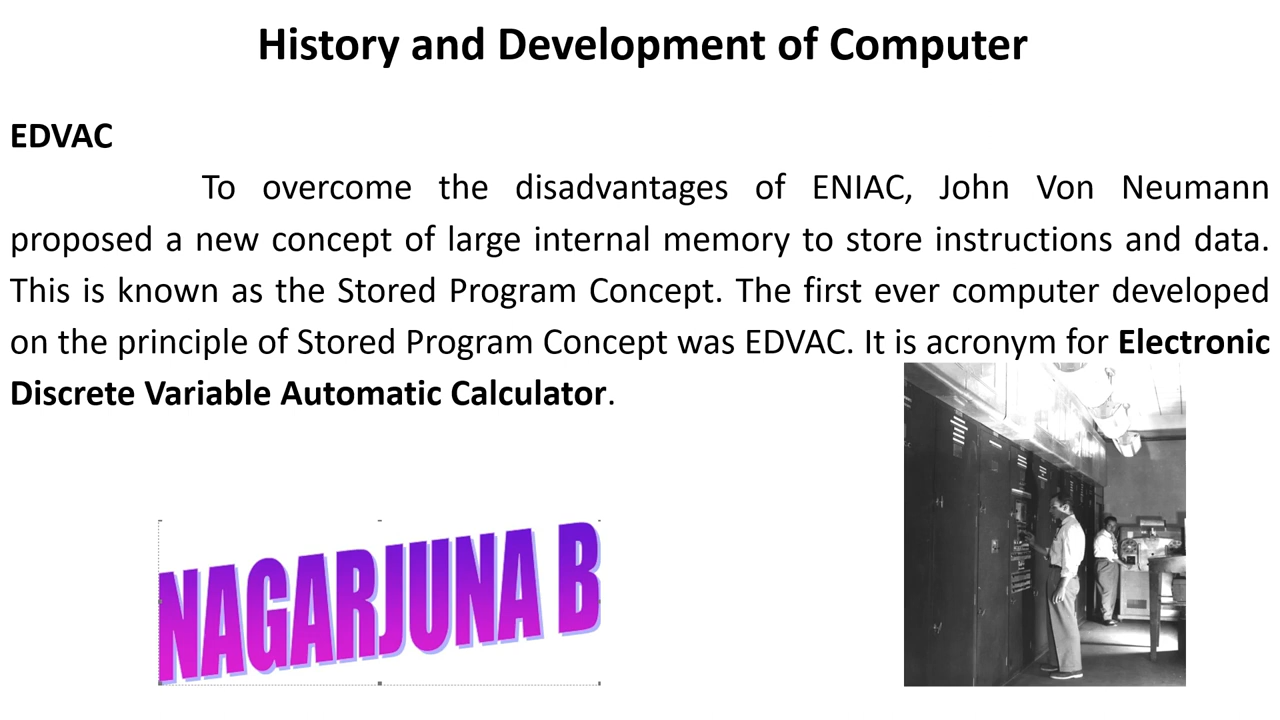 History and Development of Computer
EDVAC
To overcome the disadvantages of ENIAC, John Von Neumann
proposed a new concept of large internal memory to store instructions and data.
This is known as the Stored Program Concept. The first ever computer developed
on the principle of Stored Program Concept was EDVAC. It is acronym for Electronic
Discrete Variable Automatic Calculator.
NAGARJUNA B